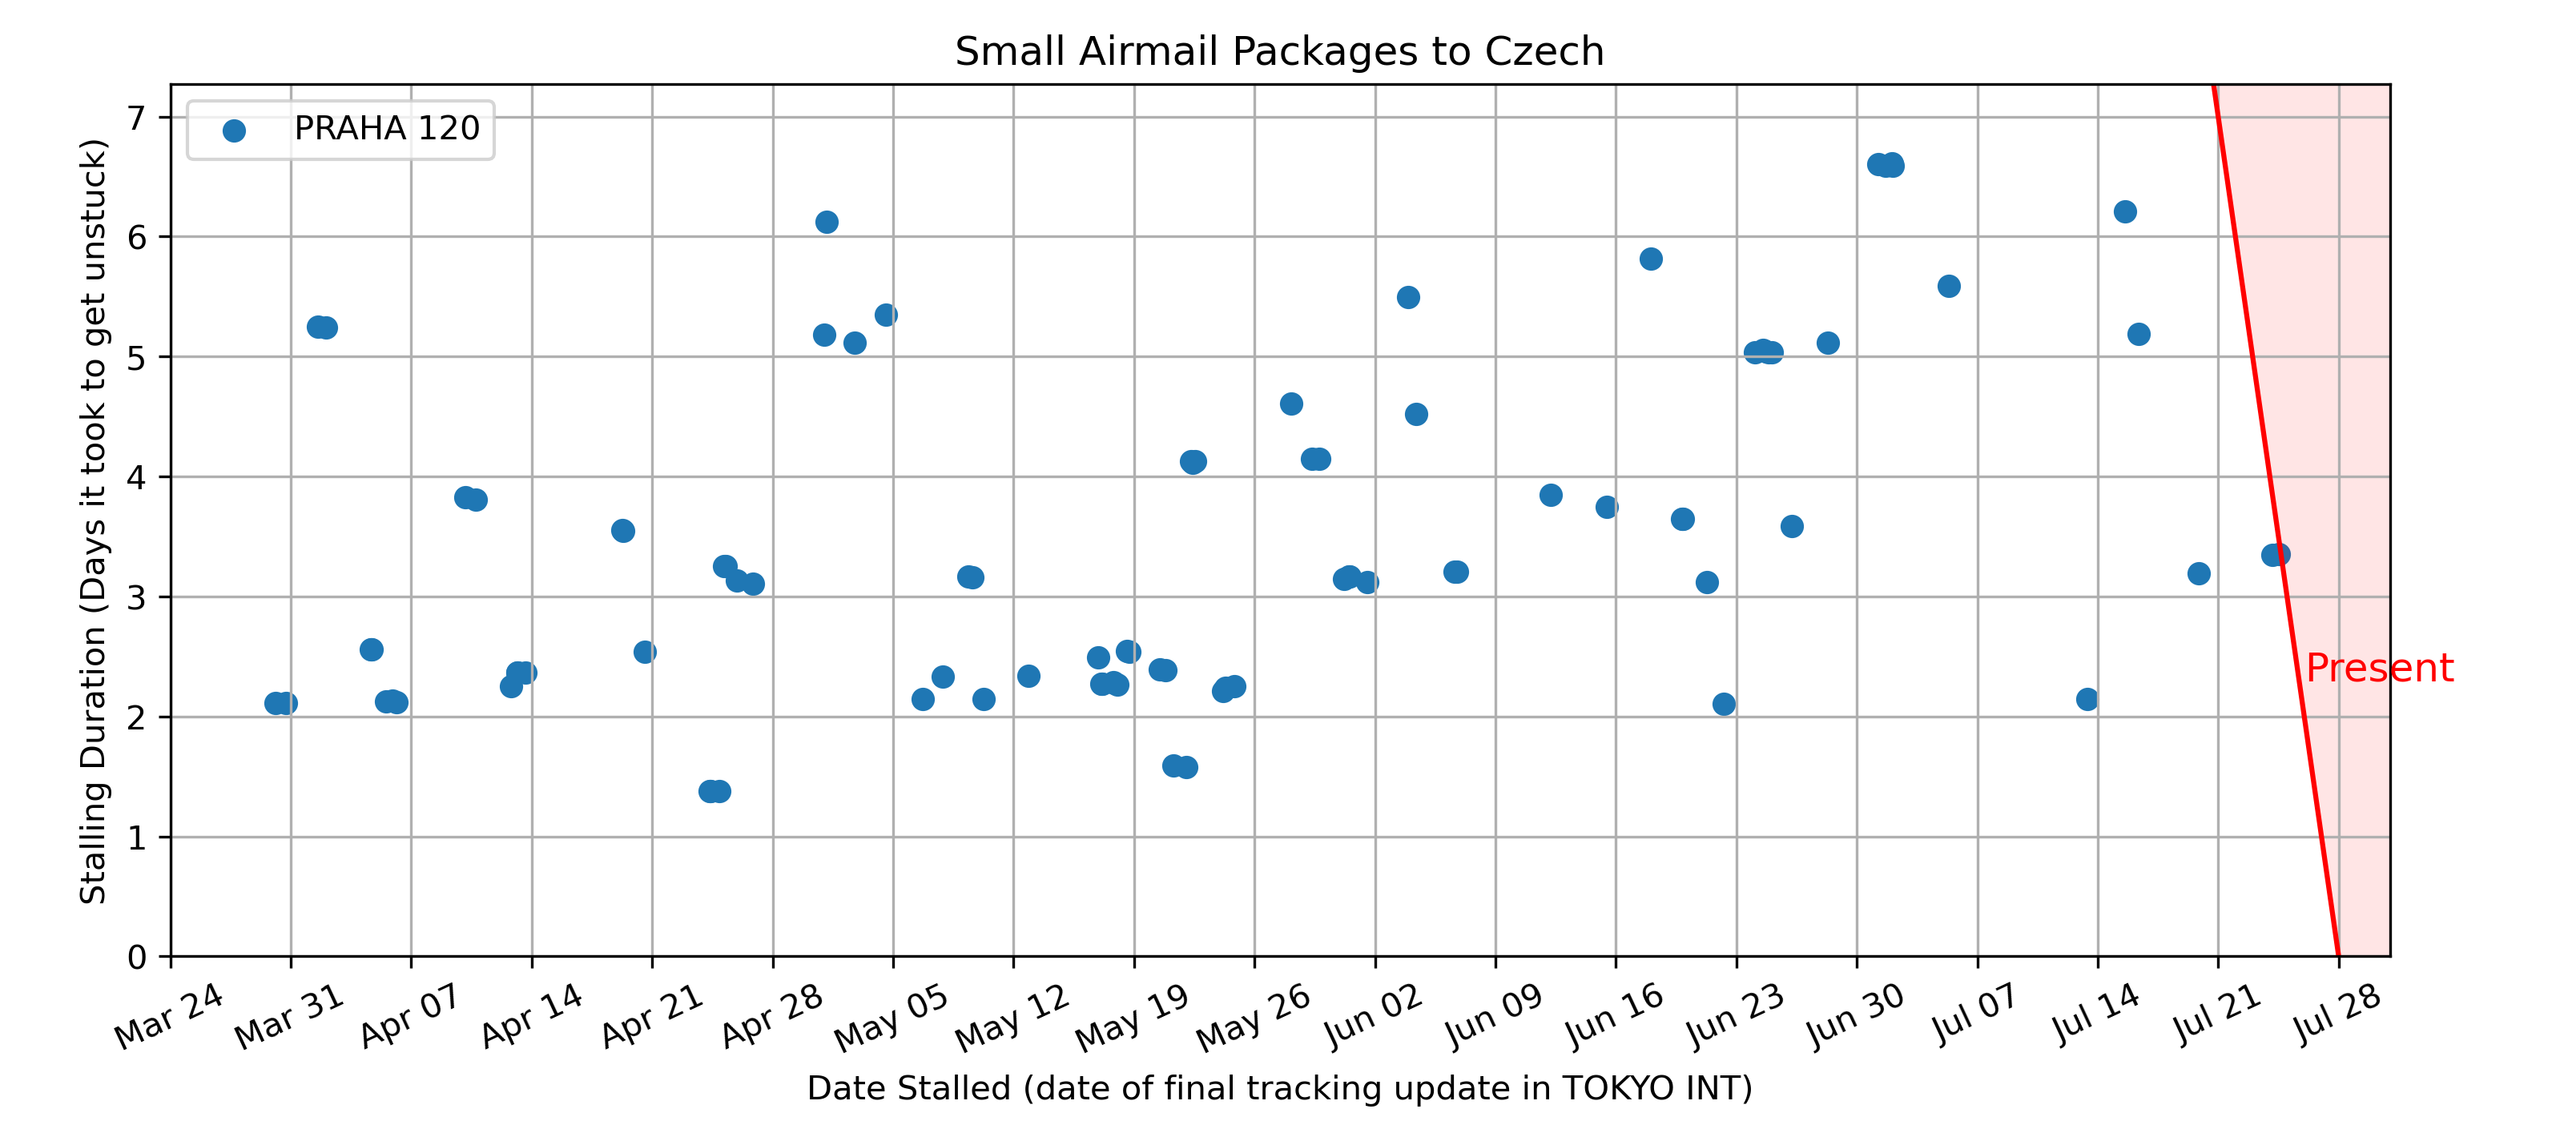 Small Airmail Packages to Czech
PRAHA 120
Stalling Duration (Days it took to get unstuck)
7
6
5
4
3
2
1
0
Present
Mar 24
Mar 31
Apr 07
Apr 14
Apr 21
Apr 28
May 05
May 12
May 19
May 26
Jun 02
Jun 09
Jun 16
Jun 23
Jun 30
Jul 07
Jul 14
Jul 21
Jul 28
Date Stalled (date of final tracking update in TOKYO INT)